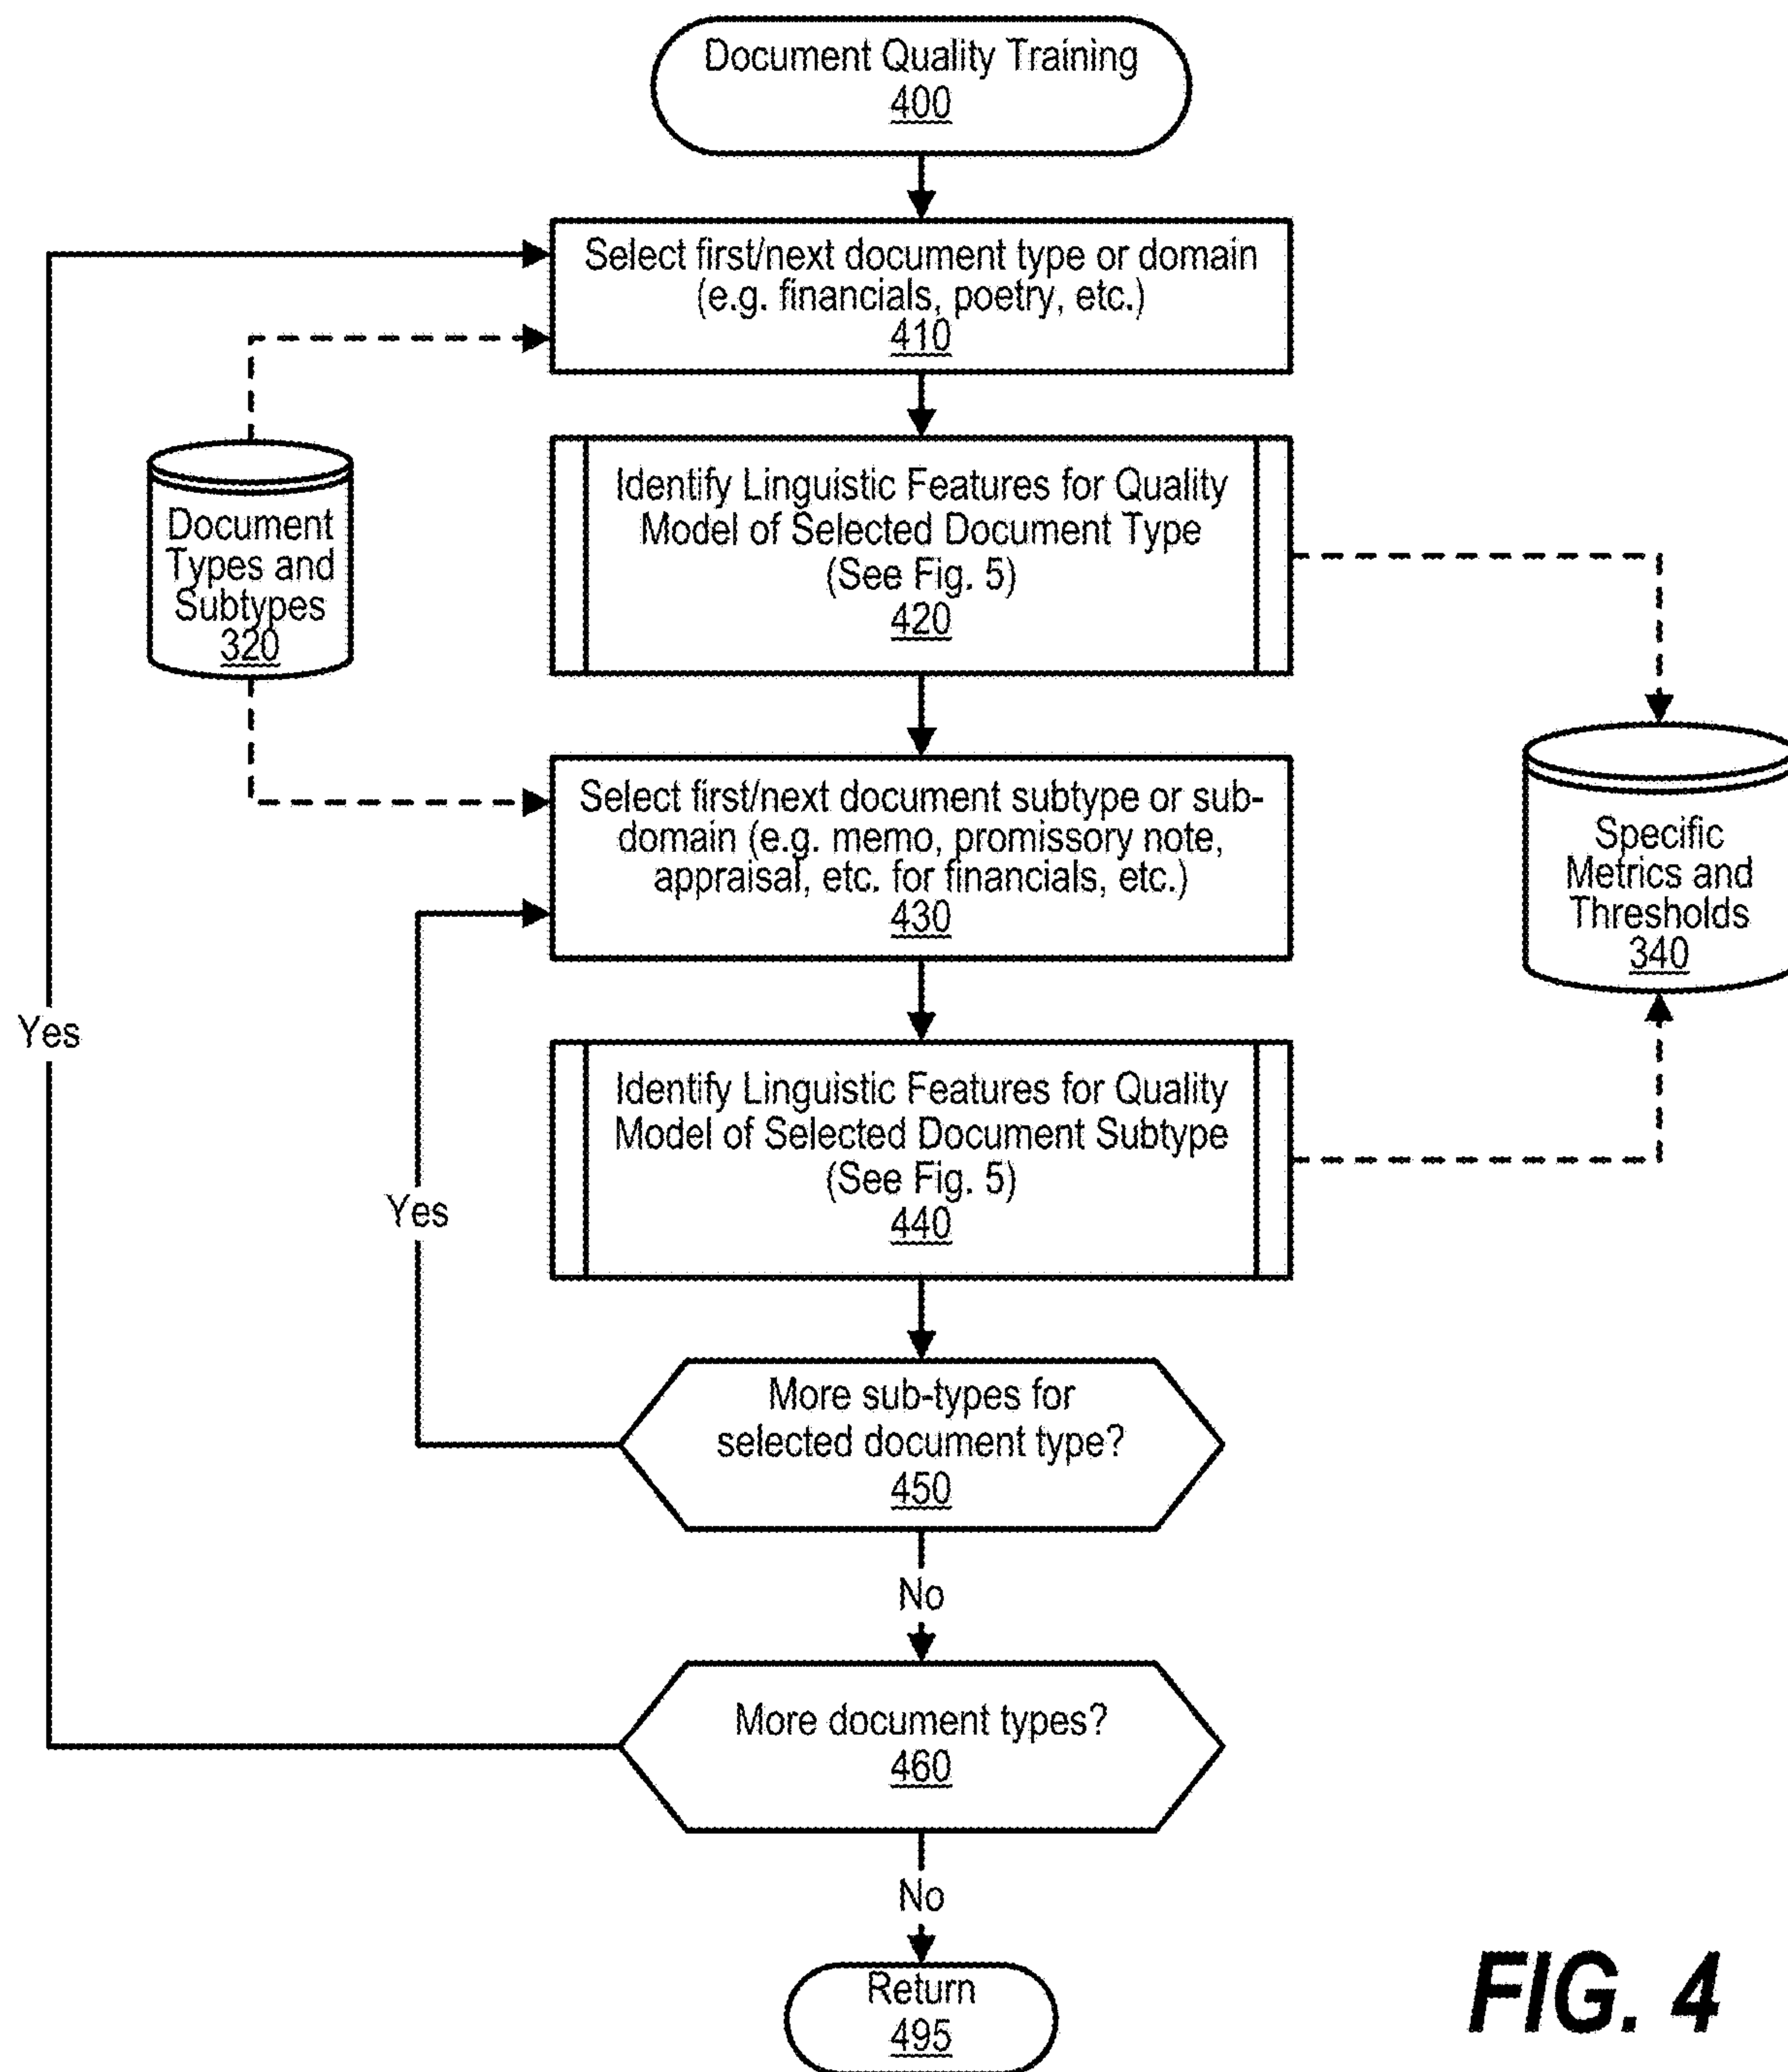 Document Quality Training
400
Select first/next document type or domain
(e.g. financials, poetry, etc.)
410
Identify Linguistic Features for Quality
Model of Selected Document Type
(See Fig. 5)
420
Document
Types and
Subtypes
320
Select first/next document subtype or sub-
domain (e.g. memo, promissory note,
appraisal, etc. for financials, etc.)
430
Specific
Metrics and
Thresholds
340
Yes
Identify Linguistic Features for Quality
Model of Selected Document Subtype
(See Fig. 5)
440
Yes
More sub-types for
selected document type?
450
No
More document types?
460
No
Return
495
FIG. 4